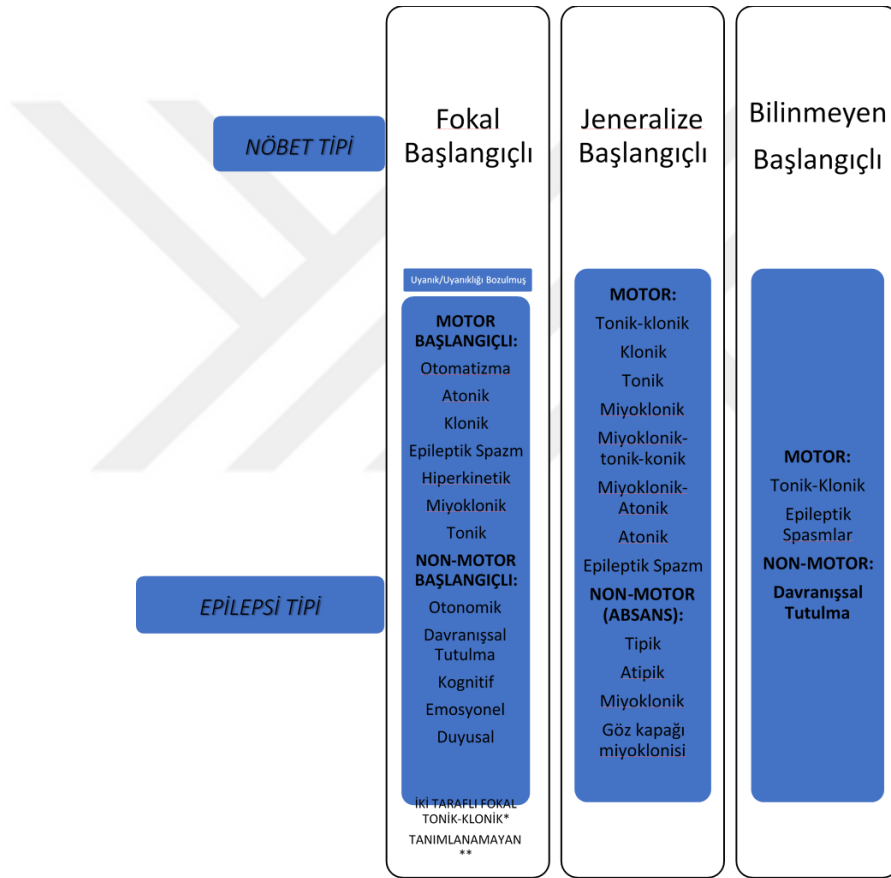 NÖBET TİPİ
EPİLEPSİ TİPİ
Fokal
Başlangıçlı
Uyanık/Uyanıklığı Bozulmuş
MOTOR
BAŞLANGIÇLI:
Otomatizma
Atonik
Klonik
Epileptik Spazm
Hiperkinetik
Miyoklonik
Tonik
NON-MOTOR
BAŞLANGIÇLI:
Otonomik
Davranışsal
Tutulma
Kognitif
Emosyonel
Duyusal
İKİ TARAFLI FOKAL
TONİK-KLONİK*
TANIMLANAMAYAN
**
Jeneralize
Başlangıçlı
MOTOR:
Tonik-klonik
Klonik
Tonik
Miyoklonik
Miyoklonik-
tonik-konik
Miyoklonik-
Atonik
Atonik
Epileptik Spazm
NON-MOTOR
(ABSANS):
Tipik
Atipik
Miyoklonik
Göz kapağı
miyoklonisi
Bilinmeyen
Başlangıçlı
MOTOR:
Tonik-Klonik
Epileptik
Spasmlar
NON-MOTOR:
Davranışsal
Tutulma